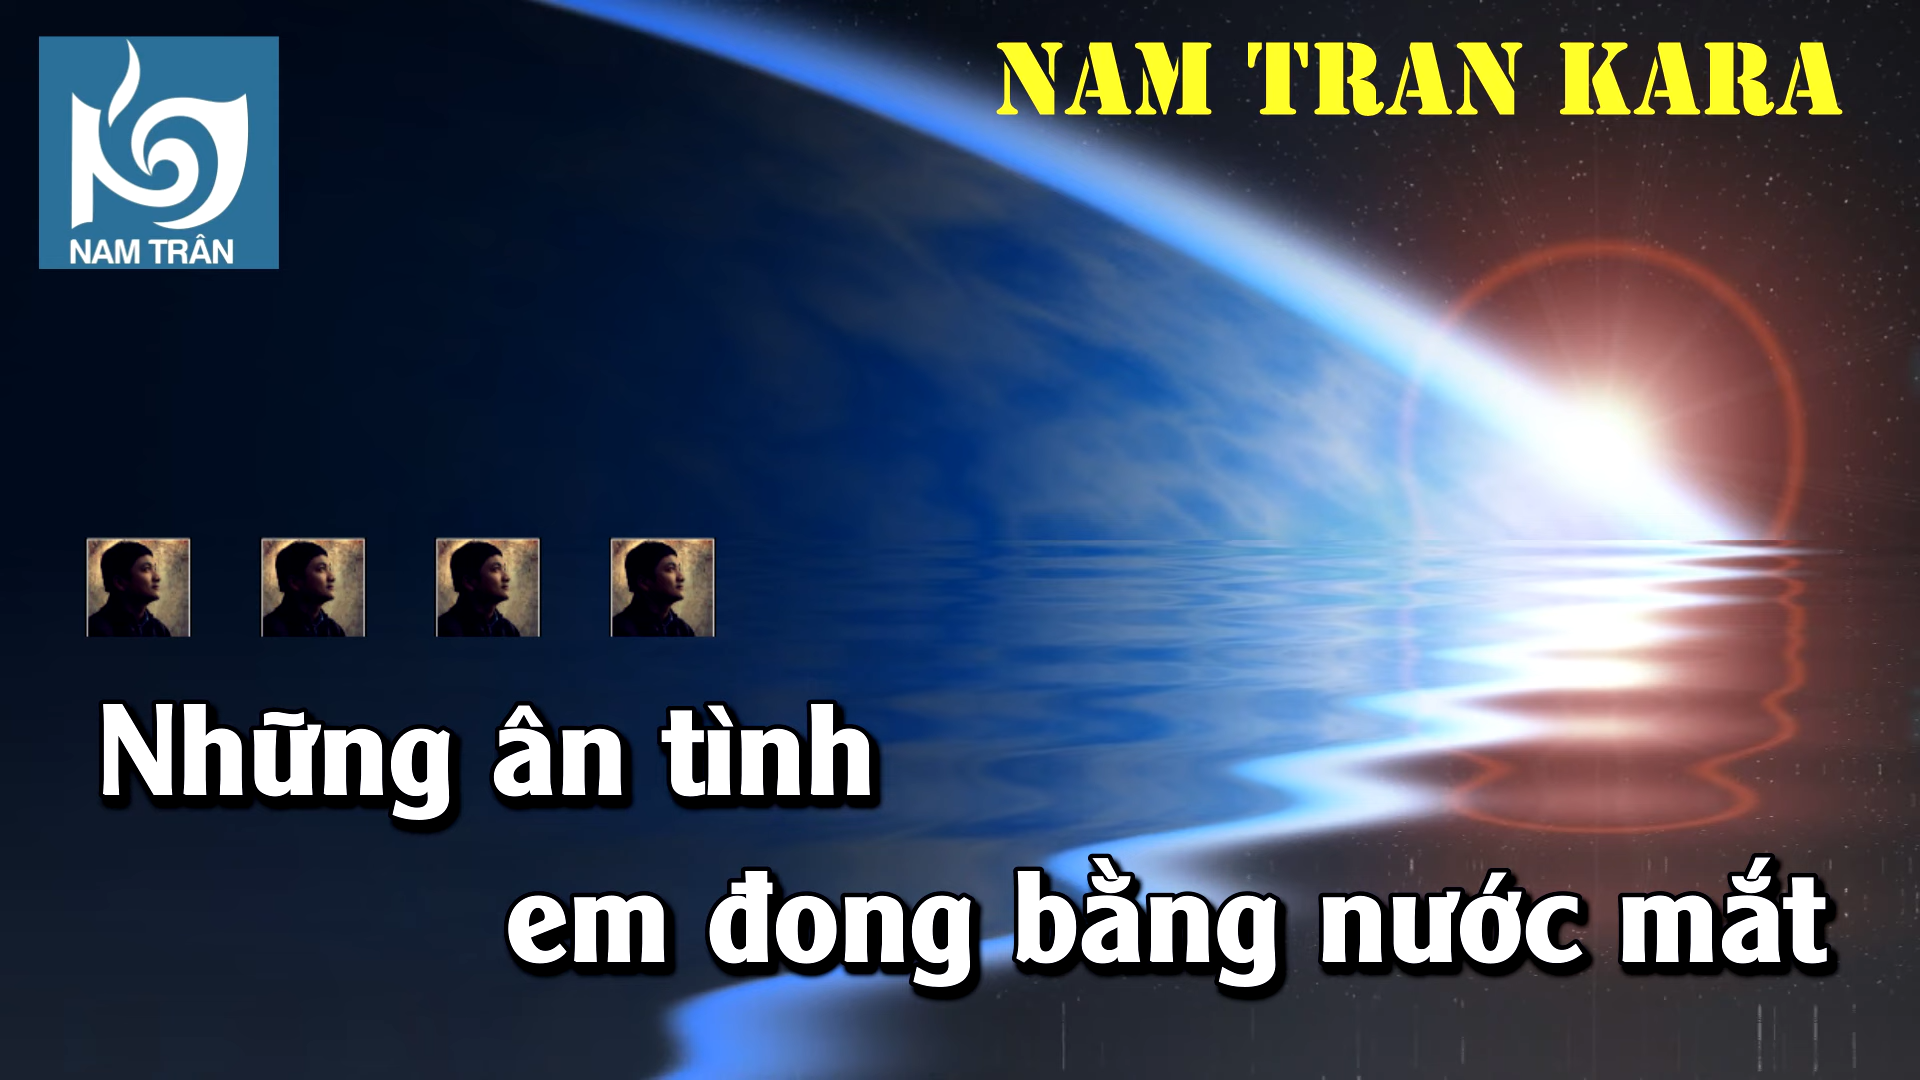 NAM TRAN KARA
NAM TRÂN
Những ân tình
em đong bằng nước mắt